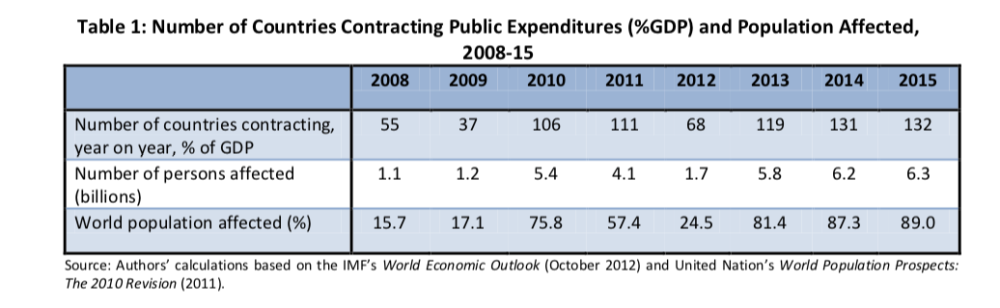 Table 1: Number of Countries Contracting Public Expenditures (%GDP) and Population Affected,
2008-15
2008 2009 2010 2011 2012 2013 2014 2015
Number of countries contracting, 55 37 106 111 68 119 131 132
year on year, % of GDP
Number of persons affected 1.1 1.2 5.4 4.1 1.7 5.8 6.2 6.3
(billions)
World population affected (%) 15.7 17.1 75.8 57.4 24.5 81.4 87.3 89.0
Source: Authors’ calculations based on the IMF’s World Economic Outlook (October 2012) and United Nation’s World Population Prospects:
The 2010 Revision (2011).